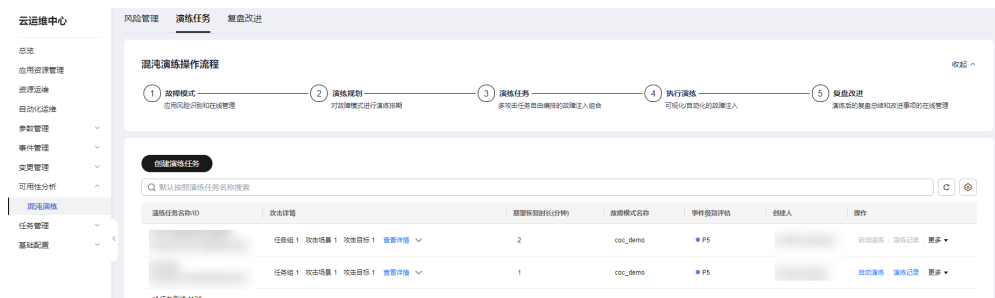 云运维中心
总览
应用资源管理
资源运维
自动化运维
参数管理
事件管理
变更管理
可用性分析
混沌演练
任务管理
基础配置
风险管理 演练任务 复盘改进
混沌演练操作流程 收起
1 故障模式 2 演练规划 3 演练任务 4 执行演练 5 复盘改进
应用风险识别和在线管理 对故障模式进行演练排期 多攻击任务自由编排的故障注入组合 可视化/自动化的故障注入 演练后的复盘总结和改进事项的在线管理
创建演练任务
默认按照演练任务名称搜索
演练任务名称/ID 攻击详情 期望恢复时长(分钟) 故障模式名称 事件级别评估 创建人 操作
任务组 1 攻击场景 1 攻击目标 1 查看详情 2 coc_demo P5 启动演练 演练记录 更多
任务组 1 攻击场景 1 攻击目标 1 查看详情 1 coc_demo P5 启动演练 演练记录 更多